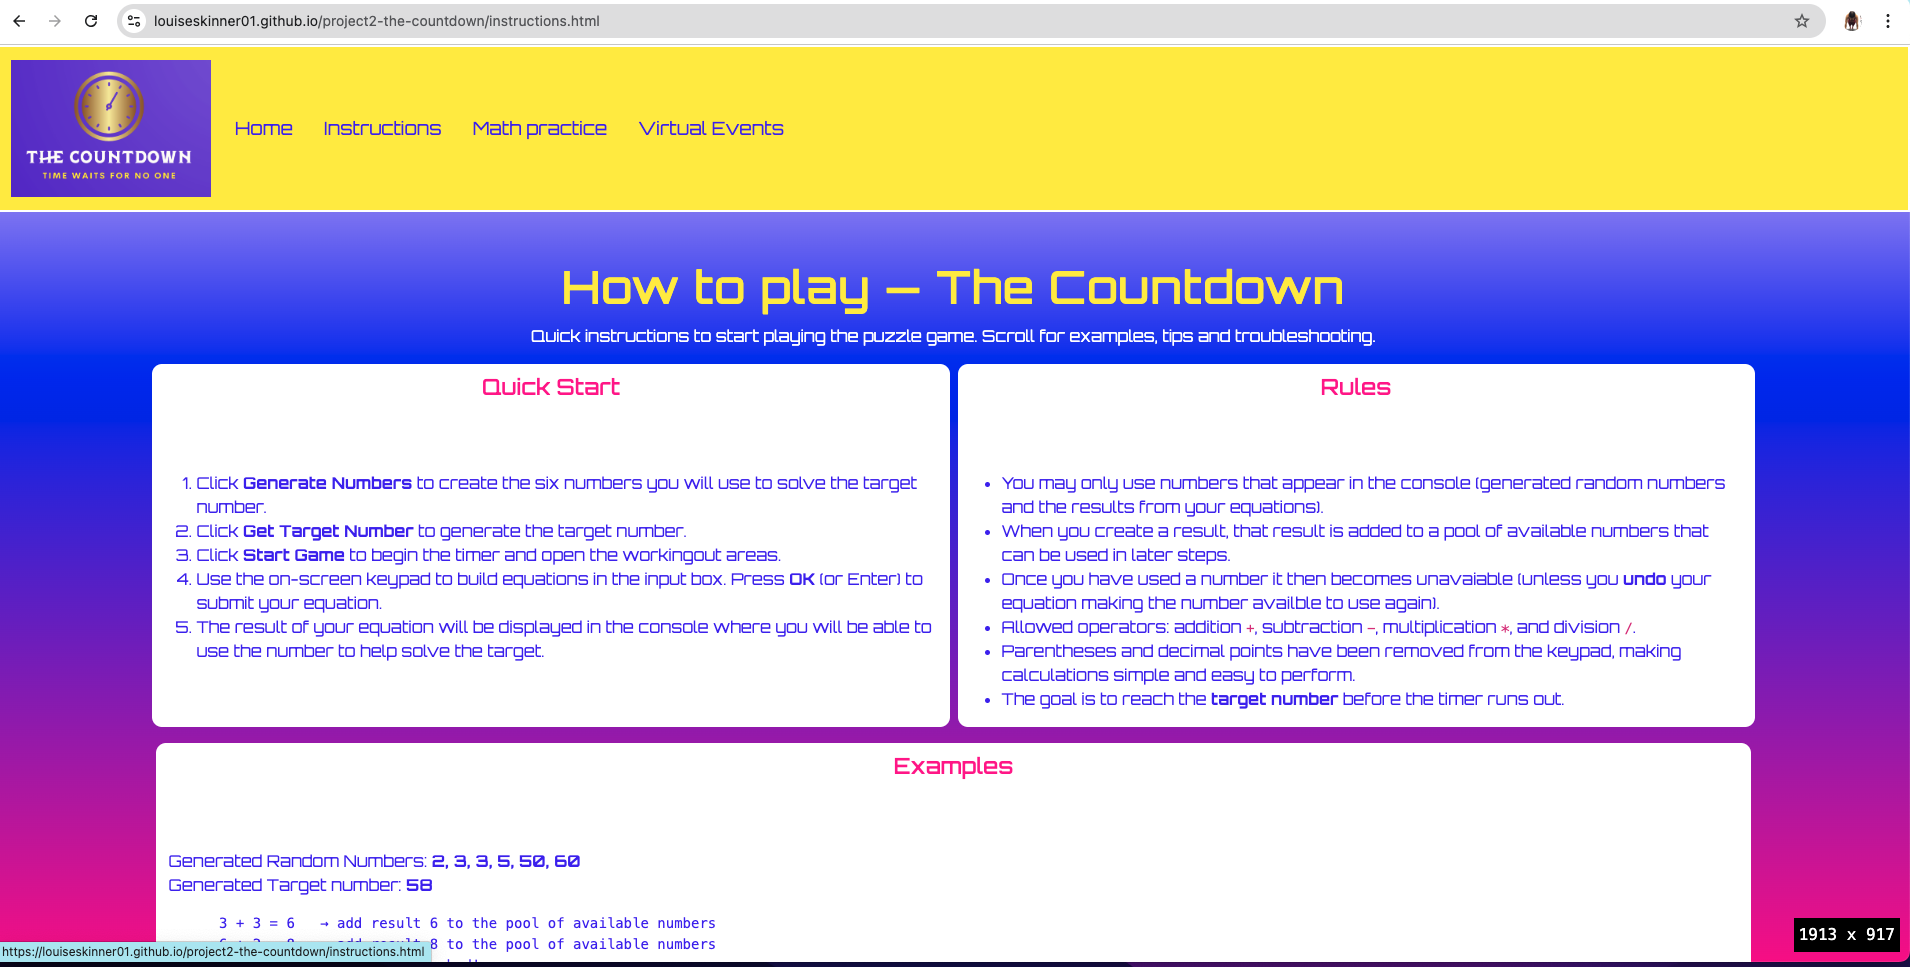 louiseskinner01.github.io/project2-the-countdown/instructions.html
THE COUNTDOWN
TIME WAITS FOR NO ONE
Home Instructions Math practice Virtual Events
How to play – The Countdown
Quick instructions to start playing the puzzle game. Scroll for examples, tips and troubleshooting.
Quick Start
1. Click Generate Numbers to create the six numbers you will use to solve the target
number.
2. Click Get Target Number to generate the target number.
3. Click Start Game to begin the timer and open the workingout areas.
4. Use the on-screen keypad to build equations in the input box. Press OK (or Enter) to
submit your equation.
5. The result of your equation will be displayed in the console where you will be able to
use the number to help solve the target.
Rules
• You may only use numbers that appear in the console (generated random numbers
and the results from your equations).
• When you create a result, that result is added to a pool of available numbers that
can be used in later steps.
• Once you have used a number it then becomes unavaiable (unless you undo your
equation making the number availble to use again).
• Allowed operators: addition +, subtraction -, multiplication *, and division /.
• Parentheses and decimal points have been removed from the keypad, making
calculations simple and easy to perform.
• The goal is to reach the target number before the timer runs out.
Examples
Generated Random Numbers: 2, 3, 3, 5, 50, 60
Generated Target number: 58
3 + 3 = 6 → add result 6 to the pool of available numbers
8 to the pool of available numbers
https://louiseskinner01.github.io/project2-the-countdown/instructions.html
1913 x 917